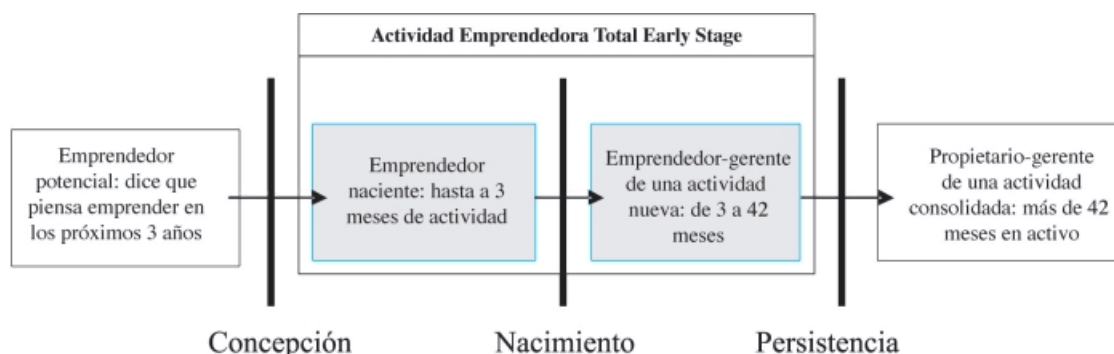 Actividad Emprendedora Total Early Stage
Emprendedor
potencial: dice que
piensa emprender en
los próximos 3 años
Emprendedor
naciente: hasta a 3
meses de actividad
Emprendedor-gerente
de una actividad
nueva: de 3 a 42
meses
Propietario-gerente
de una actividad
consolidada: más de 42
meses en activo
Concepción
Nacimiento
Persistencia